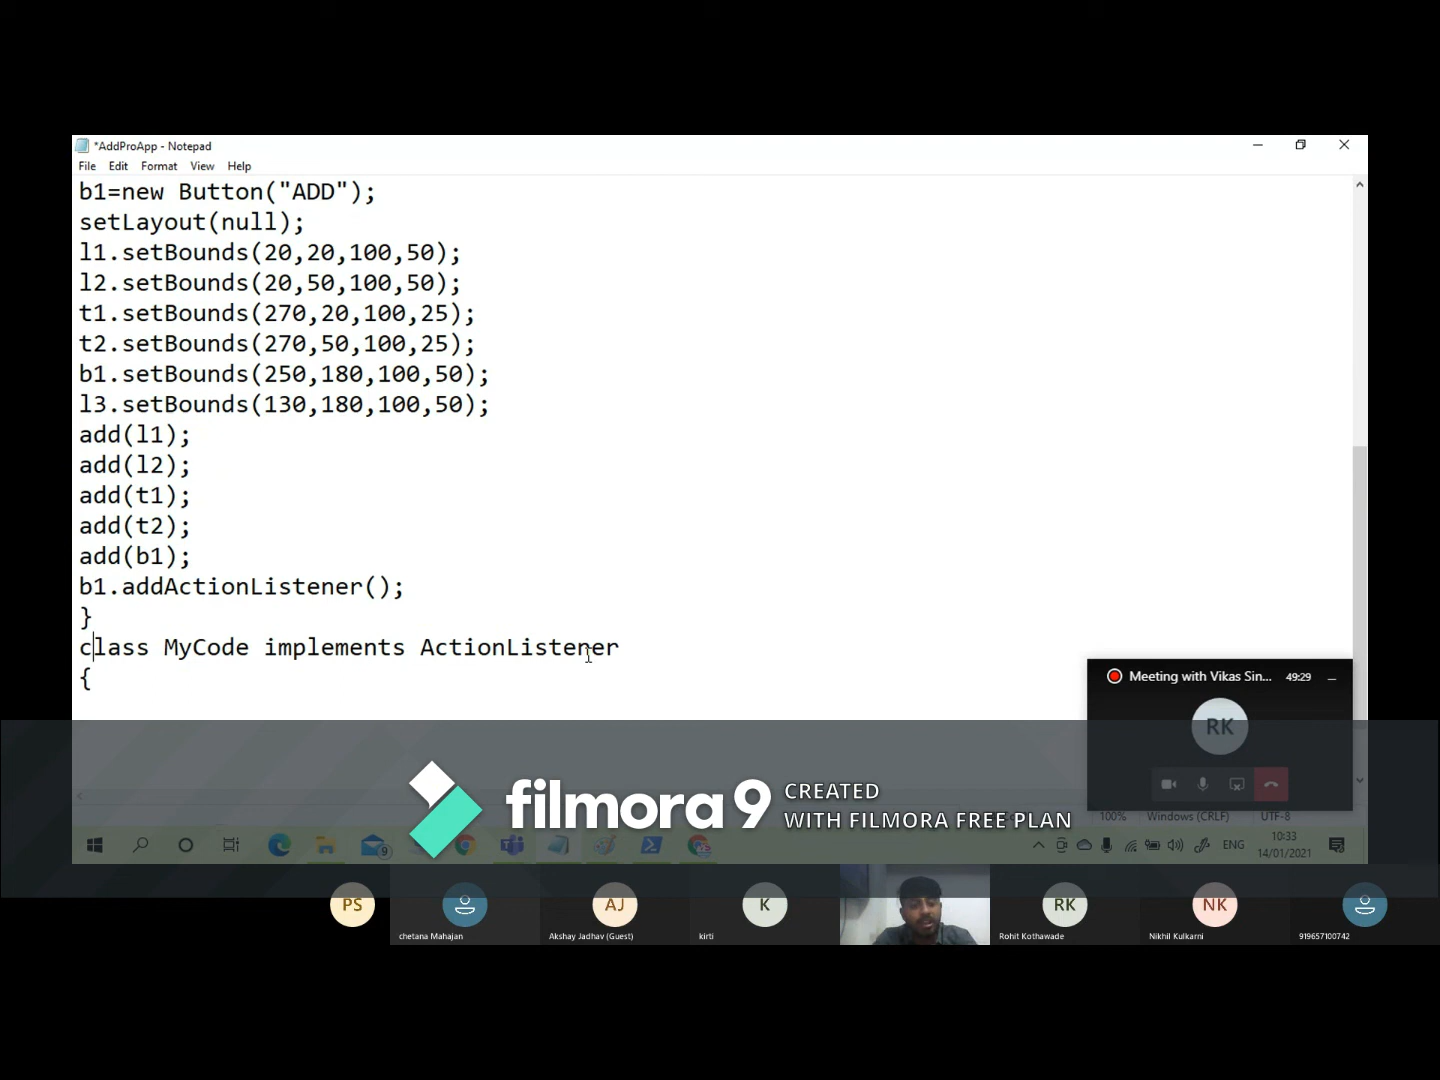 *AddProApp - Notepad
File Edit Format View Help
b1=new Button("ADD");
setLayout(null);
l1.setBounds(20,20,100,50);
l2.setBounds(20,50,100,50);
t1.setBounds(270,20,100,25);
t2.setBounds(270,50,100,25);
b1.setBounds(250,180,100,50);
l3.setBounds(130,180,100,50);
add(l1);
add(l2);
add(t1);
add(t2);
add(b1);
b1.addActionListener();
}
class MyCode implements ActionListener
{
Meeting with Vikas Sin... 49:29
RK
filmora9 CREATED
WITH FILMORA FREE PLAN
100% Windows (CRLF) UTF-8
9
ENG
10:33
14/01/2021
PS AJ K RK NK
chetana Mahajan Akshay Jadhav (Guest) kirti Rohit Kothawade Nikhil Kulkarni 919657100742